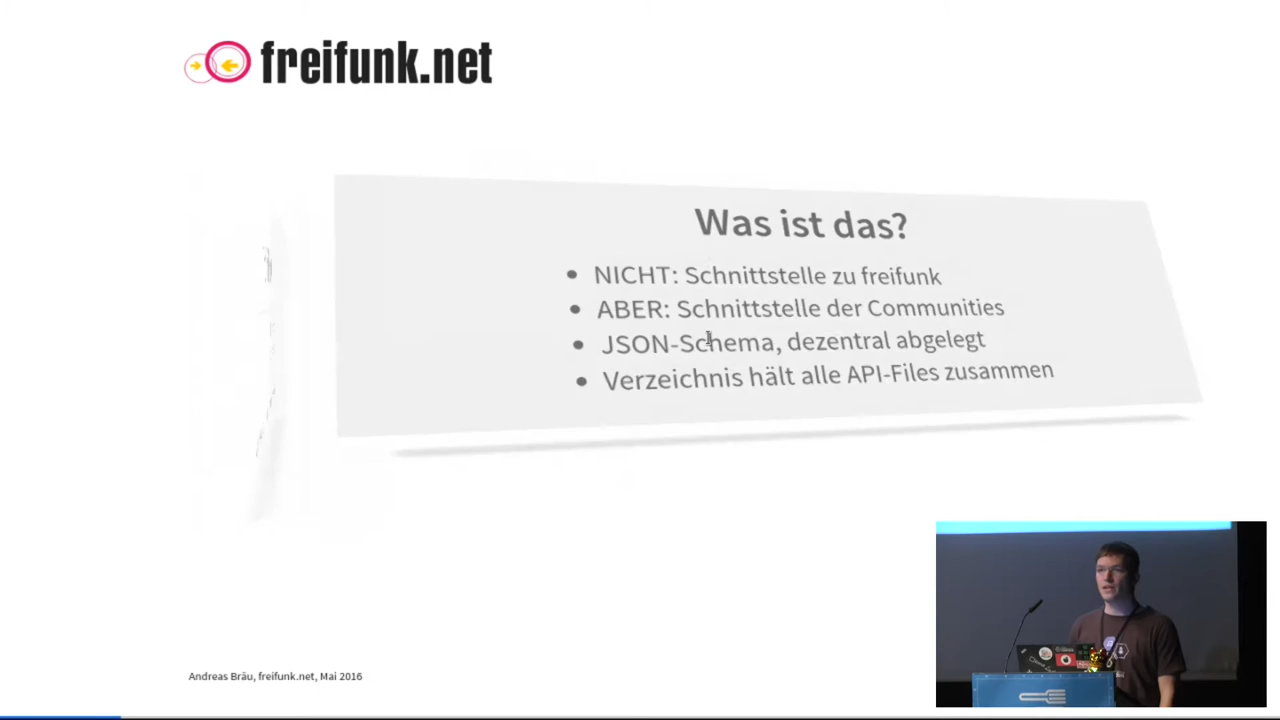 freifunk.net
Was ist das?
NICHT: Schnittstelle zu freifunk
ABER: Schnittstelle der Communities
JSON-Schema, dezentral abgelegt
Verzeichnis hält alle API-Files zusammen
Andreas Bräu, freifunk.net, Mai 2016